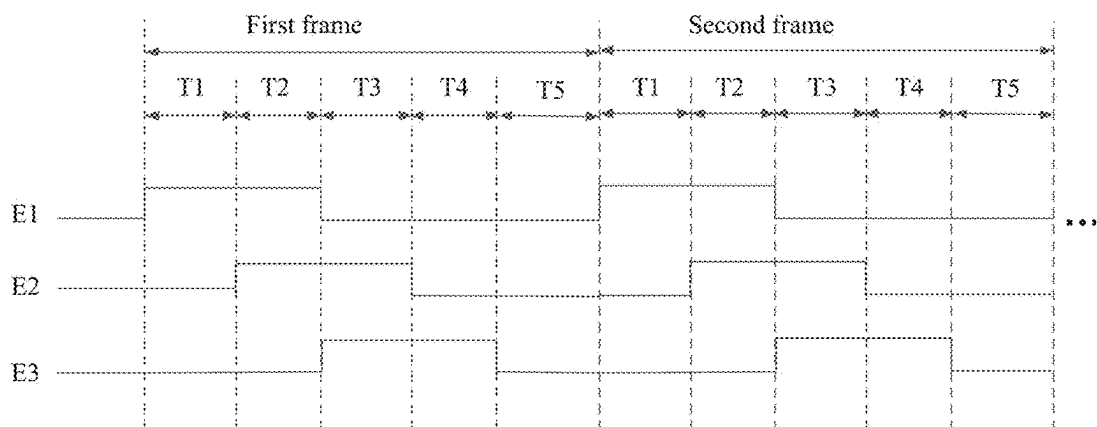 First frame Second frame
T1 T2 T3 T4 T5 T1 T2 T3 T4 T5
E1
E2
E3
...